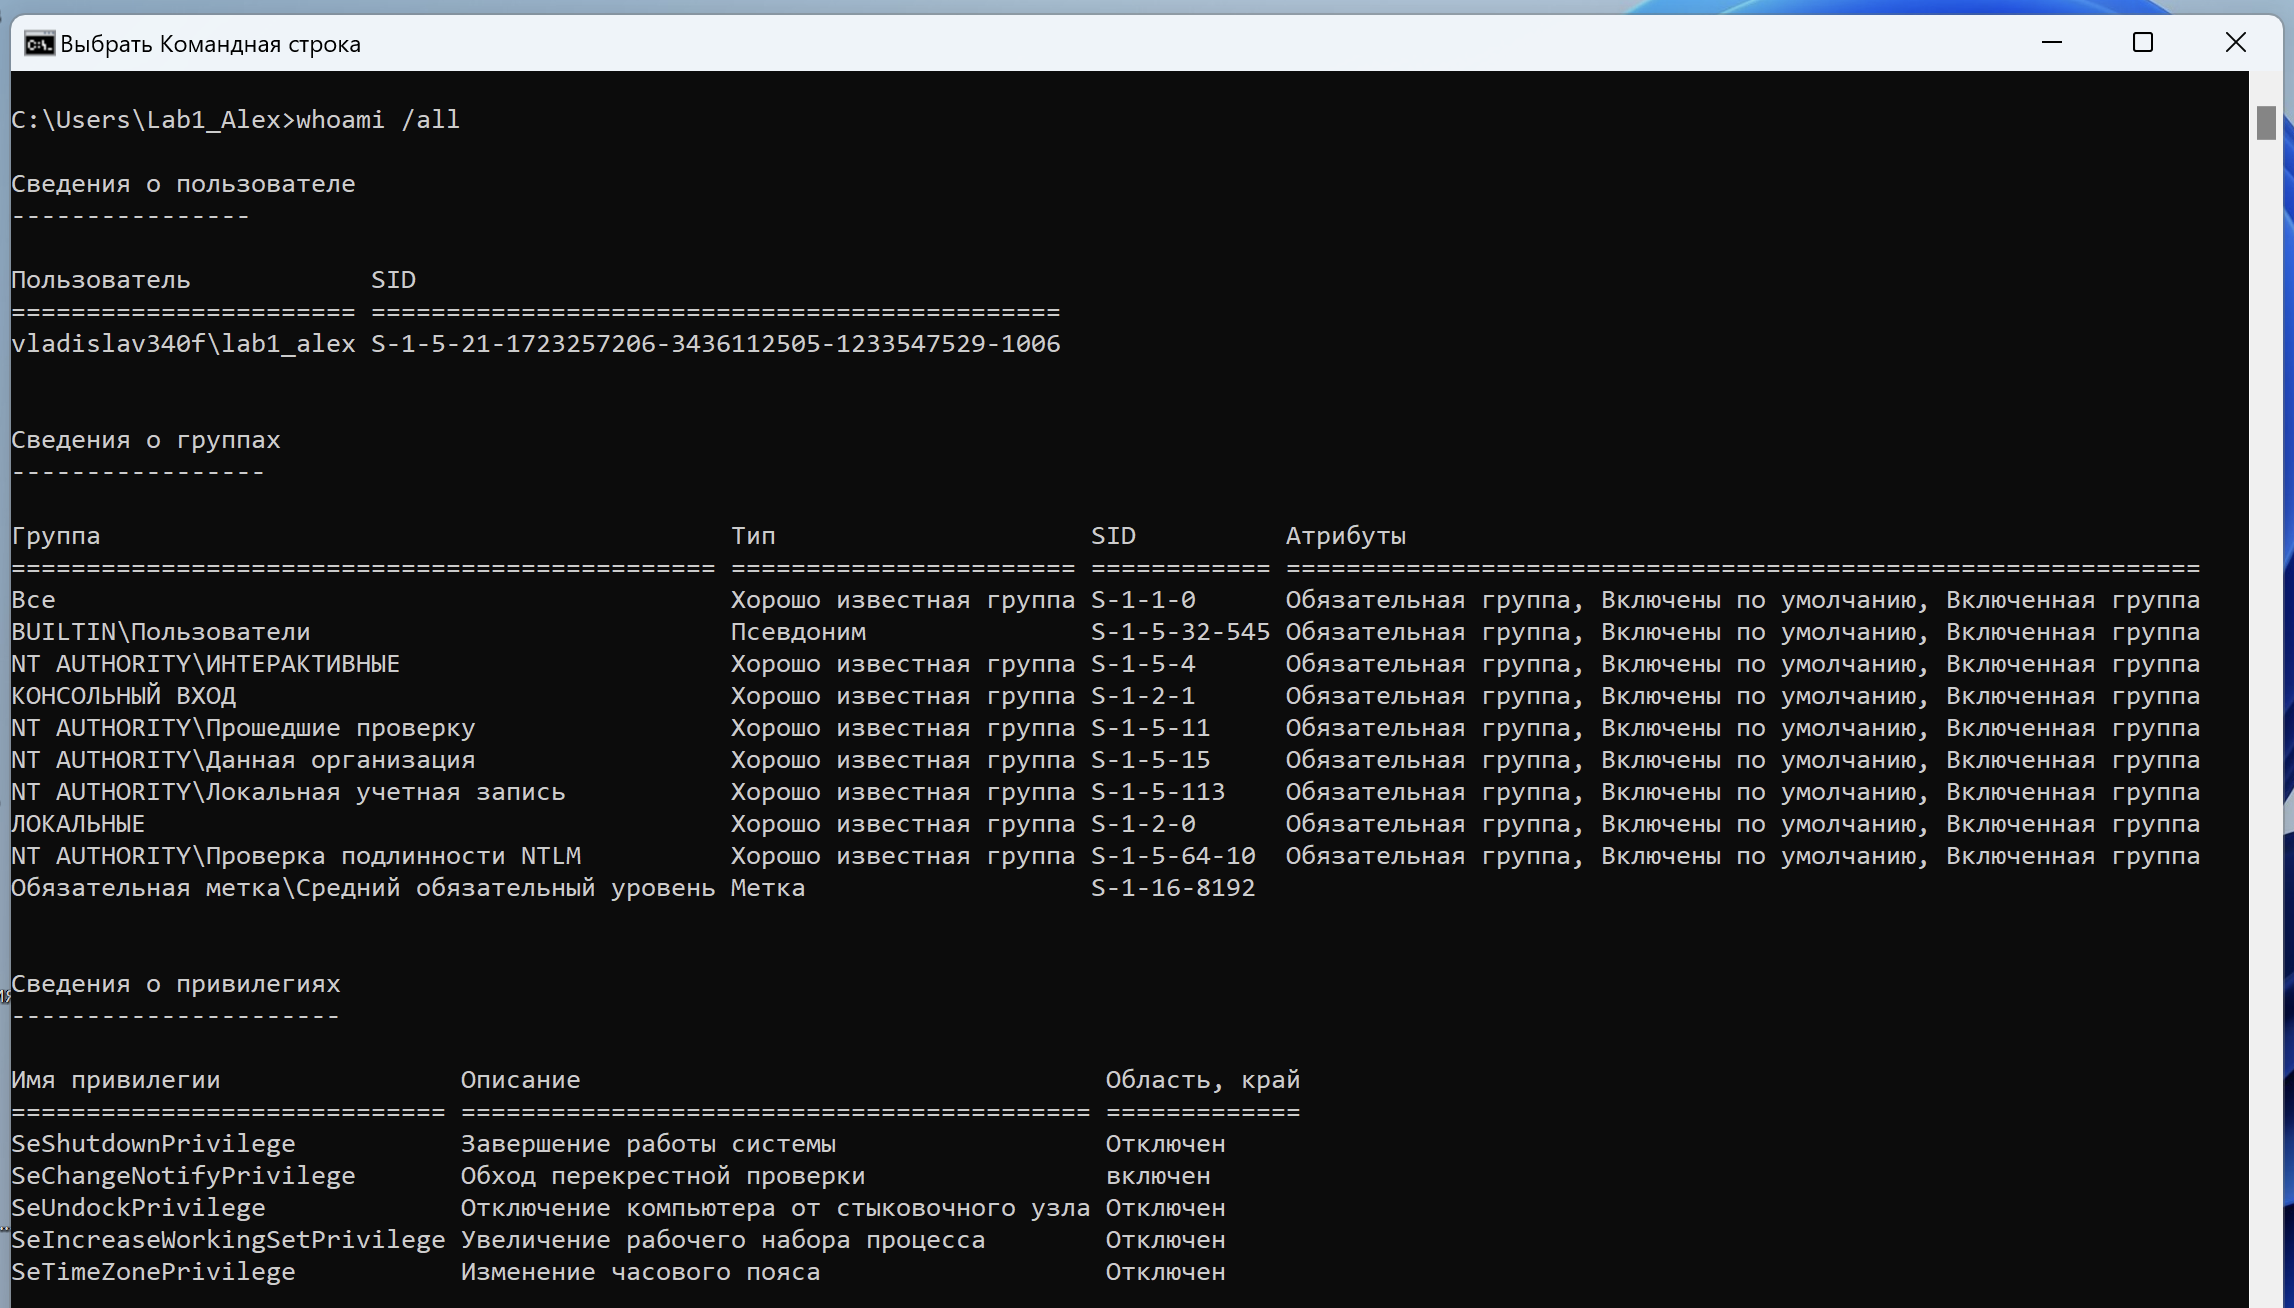 Выбрать Командная строка
C:\Users\Lab1_Alex>whoami /all
Сведения о пользователе
----------------
Пользователь            SID
======================= ==============================================
vladislav340f\lab1_alex S-1-5-21-1723257206-3436112505-1233547529-1006
Сведения о группах
-----------------
Группа                                          Тип                     SID          Атрибуты
=============================================== ======================= ============ =============================================================
Все                                             Хорошо известная группа S-1-1-0      Обязательная группа, Включены по умолчанию, Включенная группа
BUILTIN\Пользователи                            Псевдоним               S-1-5-32-545 Обязательная группа, Включены по умолчанию, Включенная группа
NT AUTHORITY\ИНТЕРАКТИВНЫЕ                      Хорошо известная группа S-1-5-4      Обязательная группа, Включены по умолчанию, Включенная группа
КОНСОЛЬНЫЙ ВХОД                                 Хорошо известная группа S-1-2-1      Обязательная группа, Включены по умолчанию, Включенная группа
NT AUTHORITY\Прошедшие проверку                 Хорошо известная группа S-1-5-11     Обязательная группа, Включены по умолчанию, Включенная группа
NT AUTHORITY\Данная организация                 Хорошо известная группа S-1-5-15     Обязательная группа, Включены по умолчанию, Включенная группа
NT AUTHORITY\Локальная учетная запись           Хорошо известная группа S-1-5-113    Обязательная группа, Включены по умолчанию, Включенная группа
ЛОКАЛЬНЫЕ                                       Хорошо известная группа S-1-2-0      Обязательная группа, Включены по умолчанию, Включенная группа
NT AUTHORITY\Проверка подлинности NTLM          Хорошо известная группа S-1-5-64-10  Обязательная группа, Включены по умолчанию, Включенная группа
Обязательная метка\Средний обязательный уровень Метка                   S-1-16-8192
Сведения о привилегиях
----------------------
Имя привилегии                Описание                                   Область, край
============================= ========================================== =============
SeShutdownPrivilege           Завершение работы системы                  Отключен
SeChangeNotifyPrivilege       Обход перекрестной проверки                включен
SeUndockPrivilege             Отключение компьютера от стыковочного узла Отключен
SeIncreaseWorkingSetPrivilege Увеличение рабочего набора процесса        Отключен
SeTimeZonePrivilege           Изменение часового пояса                   Отключен